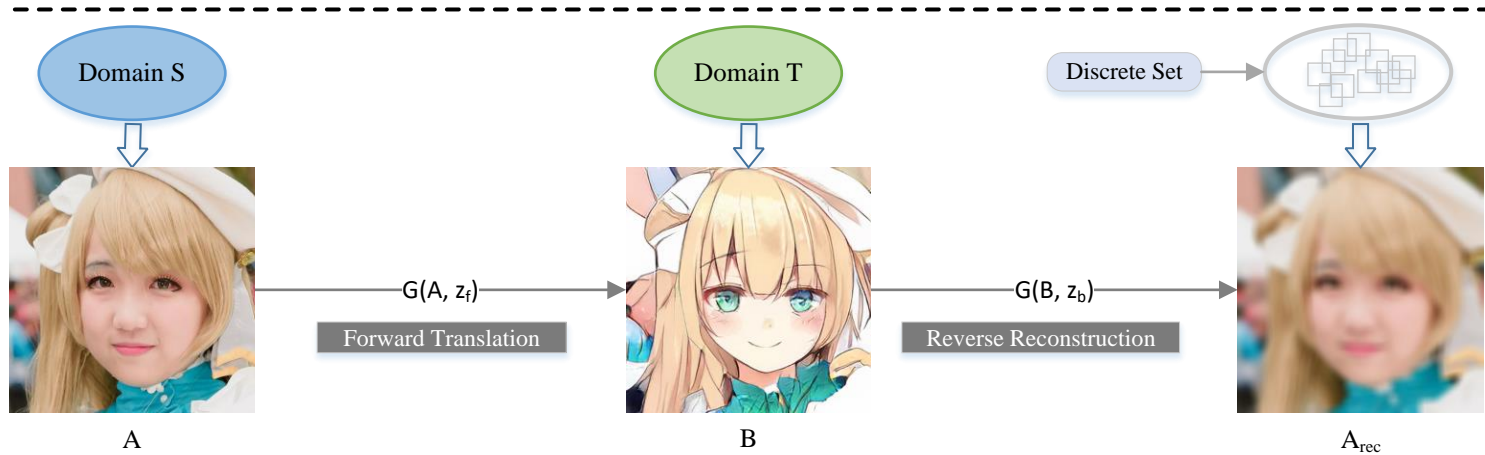 Domain S
Domain T
Discrete Set
G(A, z_f)
G(B, z_b)
Forward Translation
Reverse Reconstruction
A
B
A_rec